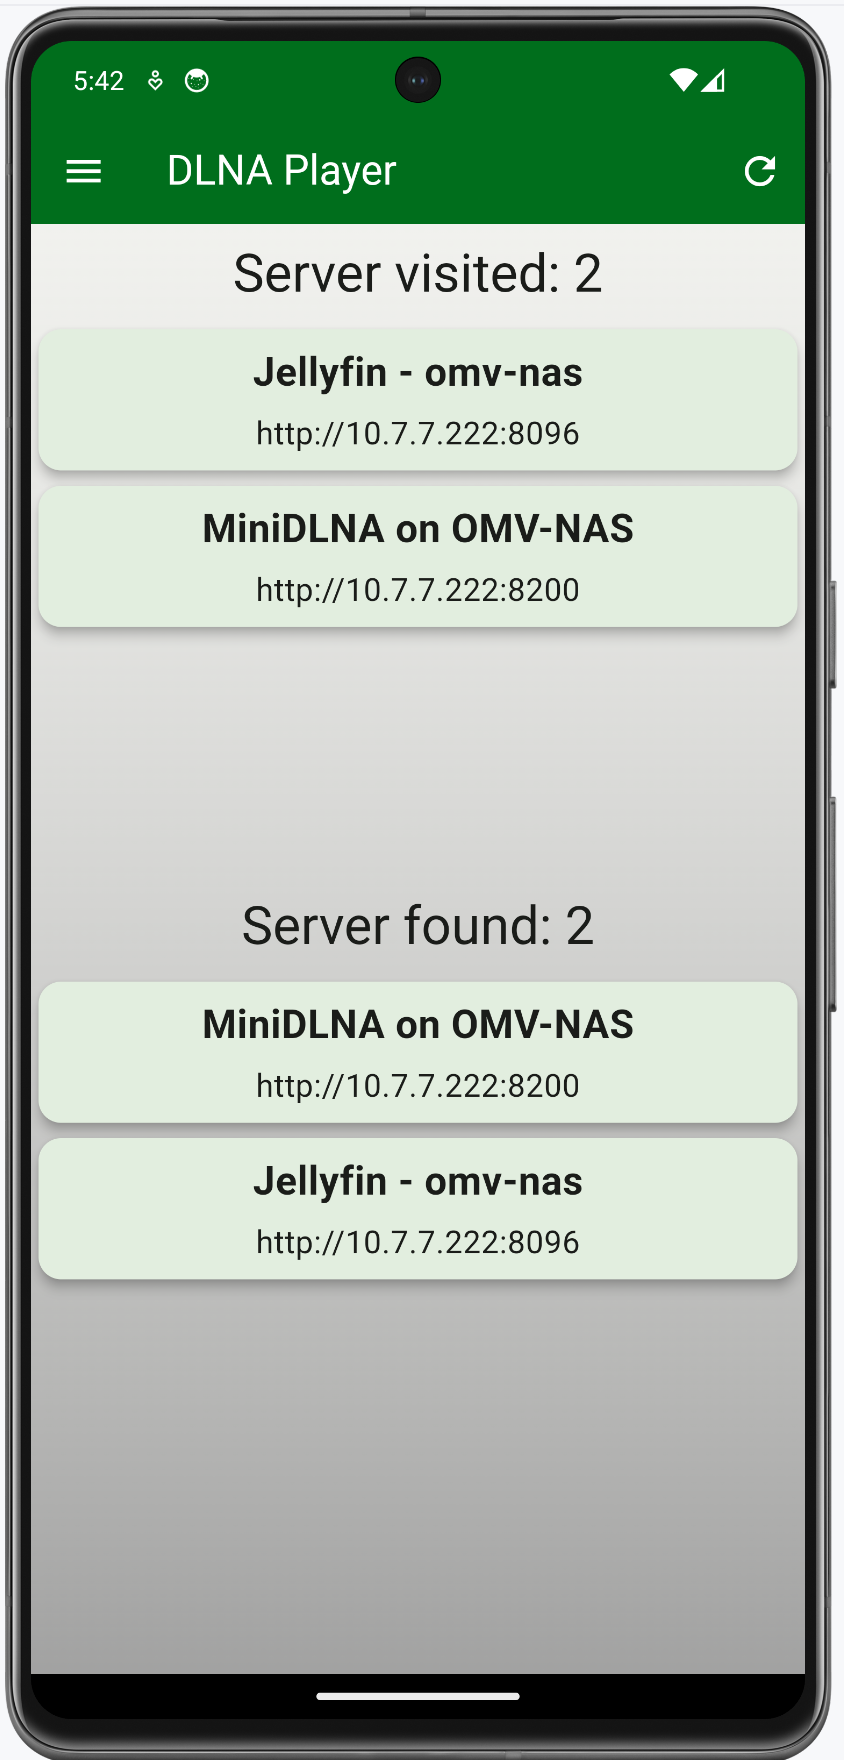 5:42
DLNA Player
Server visited: 2
Jellyfin - omv-nas
http://10.7.7.222:8096
MiniDLNA on OMV-NAS
http://10.7.7.222:8200
Server found: 2
MiniDLNA on OMV-NAS
http://10.7.7.222:8200
Jellyfin - omv-nas
http://10.7.7.222:8096